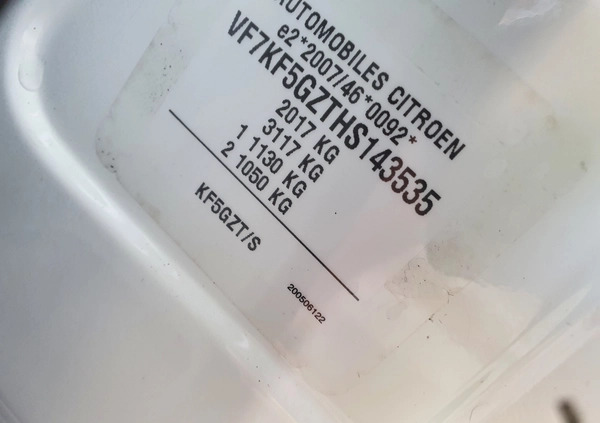 AUTOMOBILES CITROEN
e2*2007/46*0092*
VF7KF5GZTHS143535
2017 KG
3117 KG
1 1130 KG
2 1050 KG
KF5GZT/S
200506122